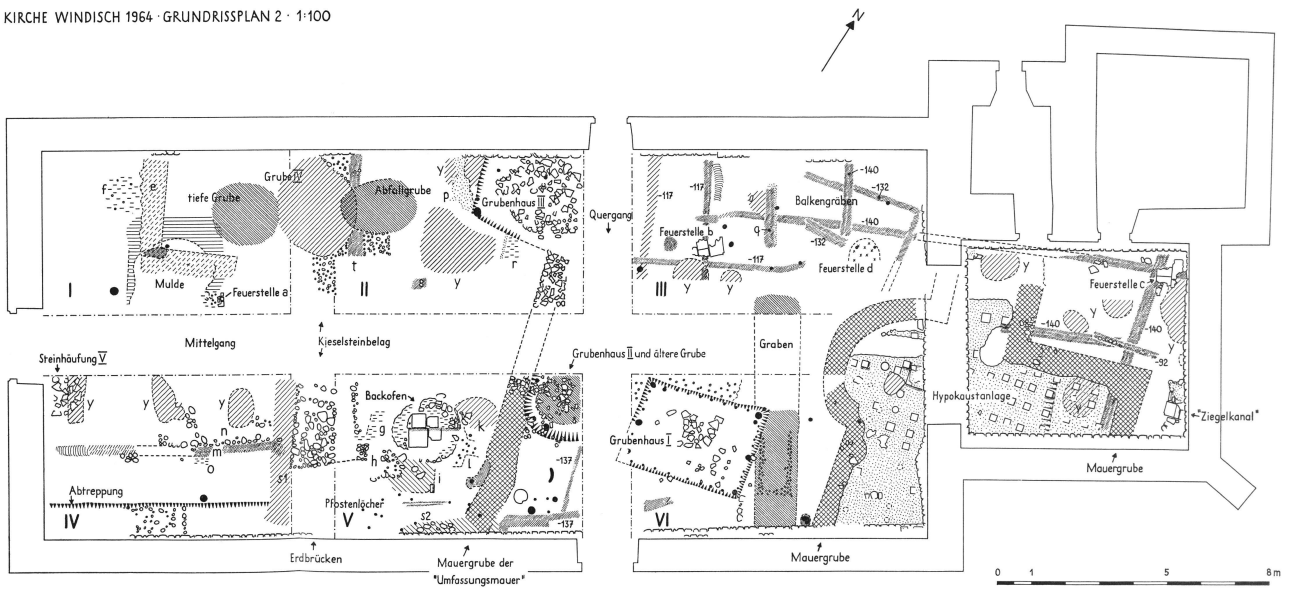 KIRCHE WINDISCH 1964 · GRUNDRISSPLAN 2 · 1:100
N
f
e
tiefe Grube
Mulde
Feuerstelle a
I
Grube IV
Abfallgrube
t
II
y
p
Grubenhaus III
r
s
y
Quergang
-117
-117
g
q
Feuerstelle b
-117
y
y
III
-140
-132
Balkengräben
-140
-132
Feuerstelle d
y
Feuerstelle c
-140
y
-140
-92
y
Mittelgang
Kieselsteinbelag
Grubenhaus II und ältere Grube
Graben
Steinhäufung V
y
y
y
n
m
o
s1
Abtreppung
IV
Backofen
g
k
h
l
i
Pfostenlöcher
s2
V
-137
-137
Grubenhaus I
VI
Hypokaustanlage
y
"Ziegelkanal"
Mauergrube
Erdbrücken
Mauergrube der
"Umfassungsmauer"
Mauergrube
0 1 5 8 m